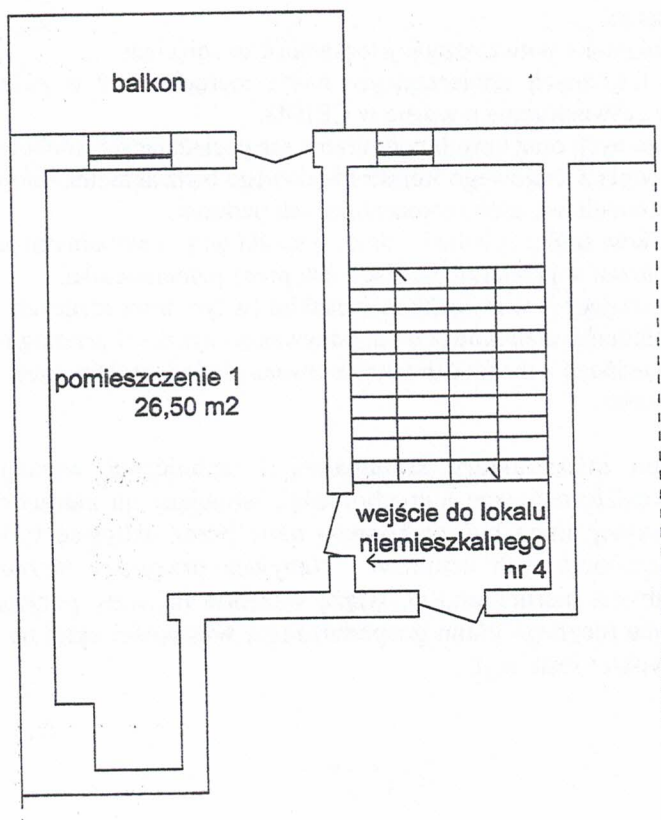 balkon
pomieszczenie 1
26,50 m2
wejście do lokalu
niemieszkalnego
nr 4